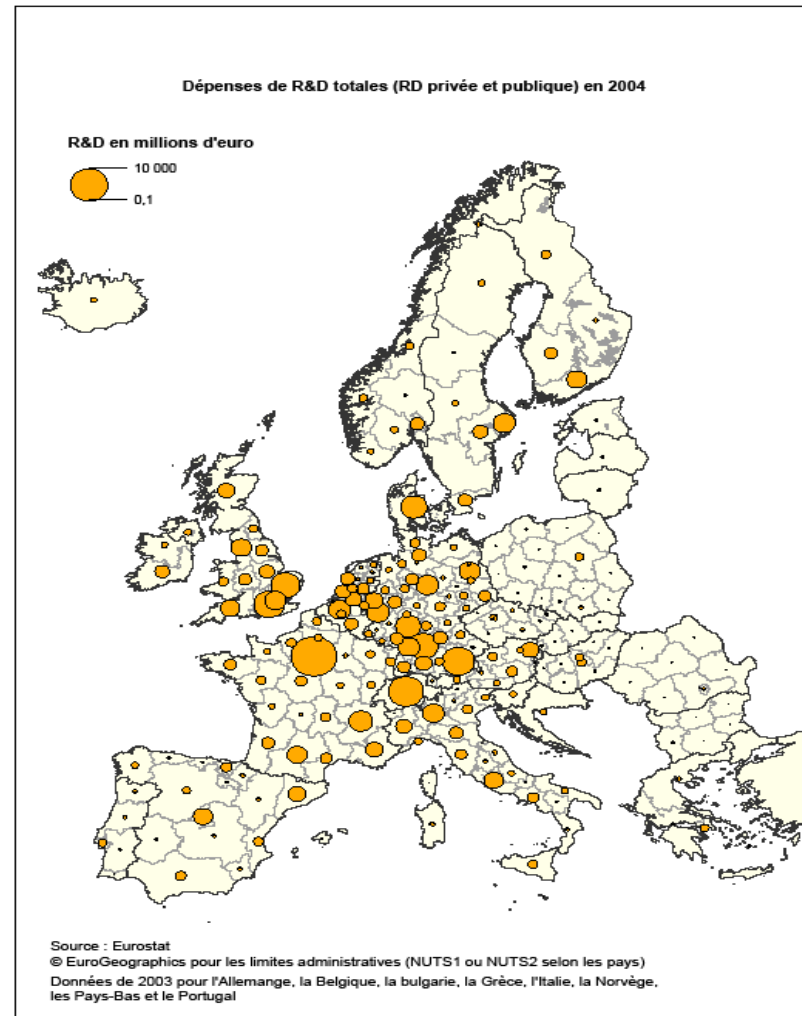 Dépenses de R&D totales (RD privée et publique) en 2004
R&D en millions d'euro
10 000
0,1
Source : Eurostat
© EuroGeographics pour les limites administratives (NUTS1 ou NUTS2 selon les pays)
Données de 2003 pour l'Allemange, la Belgique, la bulgarie, la Grèce, l'Italie, la Norvège,
les Pays-Bas et le Portugal